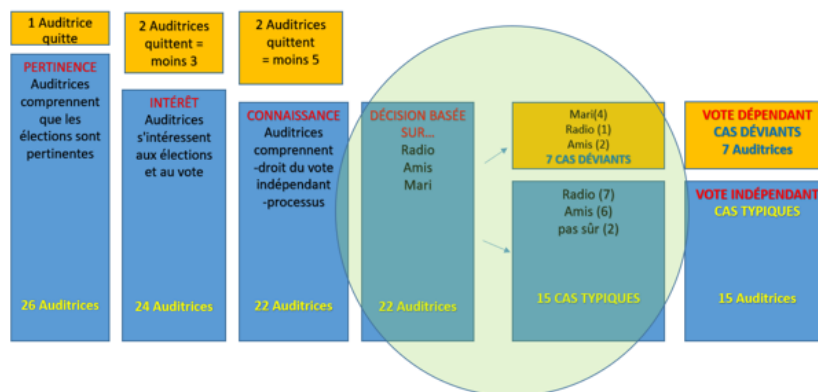 1 Auditrice
quitte
PERTINENCE
Auditrices
comprennent
que les
élections sont
pertinentes
26 Auditrices
2 Auditrices
quittent =
moins 3
INTÉRÊT
Auditrices
s'intéressent
aux élections
et au vote
24 Auditrices
2 Auditrices
quittent
= moins 5
CONNAISSANCE
Auditrices
comprennent
-droit du vote
indépendant
-processus
22 Auditrices
DÉCISION BASÉE
SUR...
Radio
Amis
Mari
22 Auditrices
Mari(4)
Radio (1)
Amis (2)
7 CAS DÉVIANTS
Radio (7)
Amis (6)
pas sûr (2)
15 CAS TYPIQUES
VOTE DÉPENDANT
CAS DÉVIANTS
7 Auditrices
VOTE INDÉPENDANT
CAS TYPIQUES
15 Auditrices